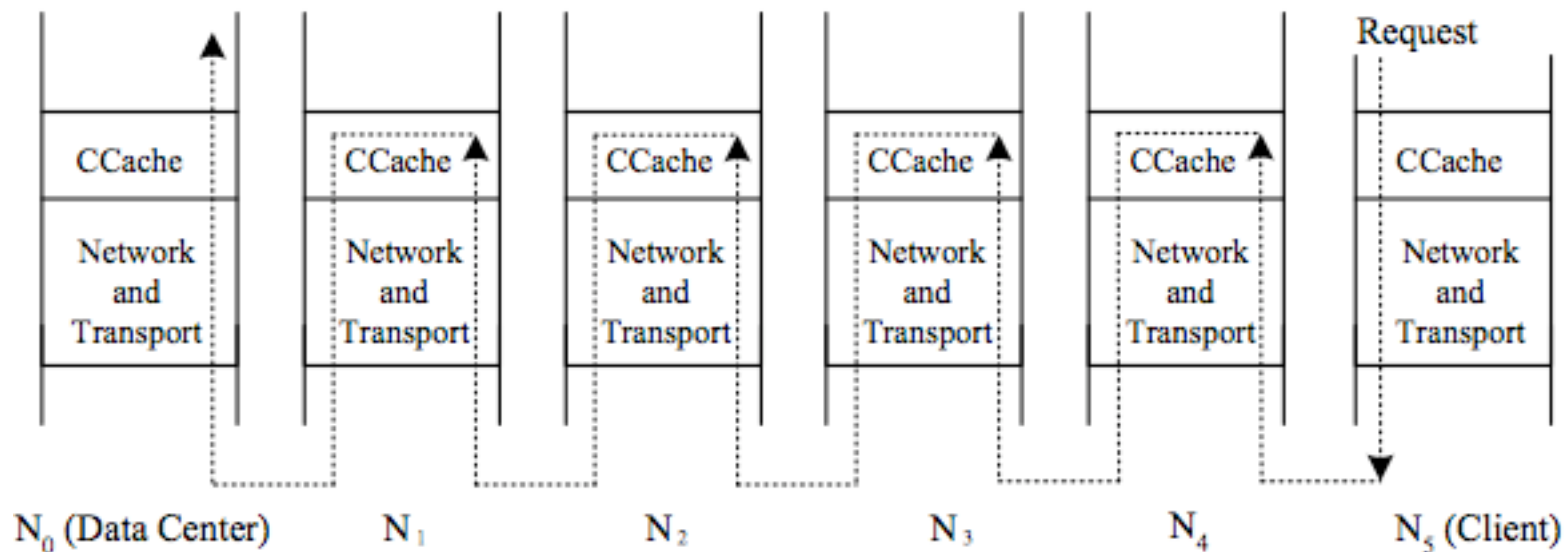 Request
CCache CCache CCache CCache CCache CCache
Network Network Network Network Network Network
and and and and and and
Transport Transport Transport Transport Transport Transport
N₀ (Data Center) N₁ N₂ N₃ N₄ N₅ (Client)